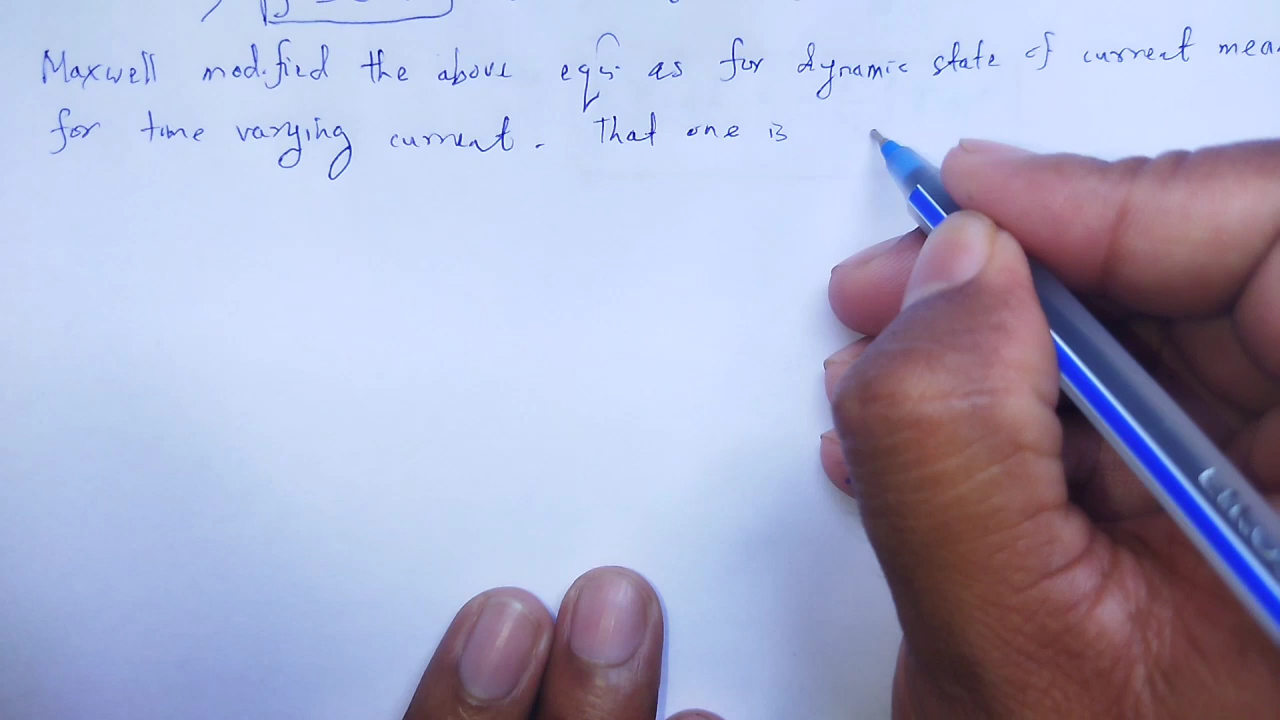 Maxwell modified the above eqn. as for dynamic state of current mea
for time varying current. That one is